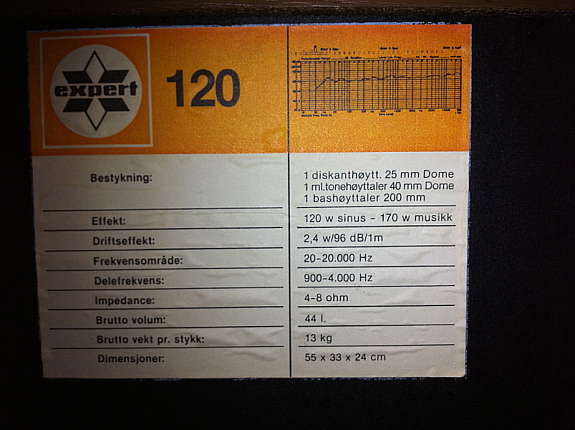 expert
120
Bestykning:
1 diskanthøytt. 25 mm Dome
1 ml.tonehøyttaler 40 mm Dome
1 bashøyttaler 200 mm
Effekt: 120 w sinus - 170 w musikk
Driftseffekt: 2,4 w/96 dB/1m
Frekvensområde: 20-20.000 Hz
Delefrekvens: 900-4.000 Hz
Impedance: 4-8 ohm
Brutto volum: 44 l.
Brutto vekt pr. stykk: 13 kg
Dimensjoner: 55 x 33 x 24 cm